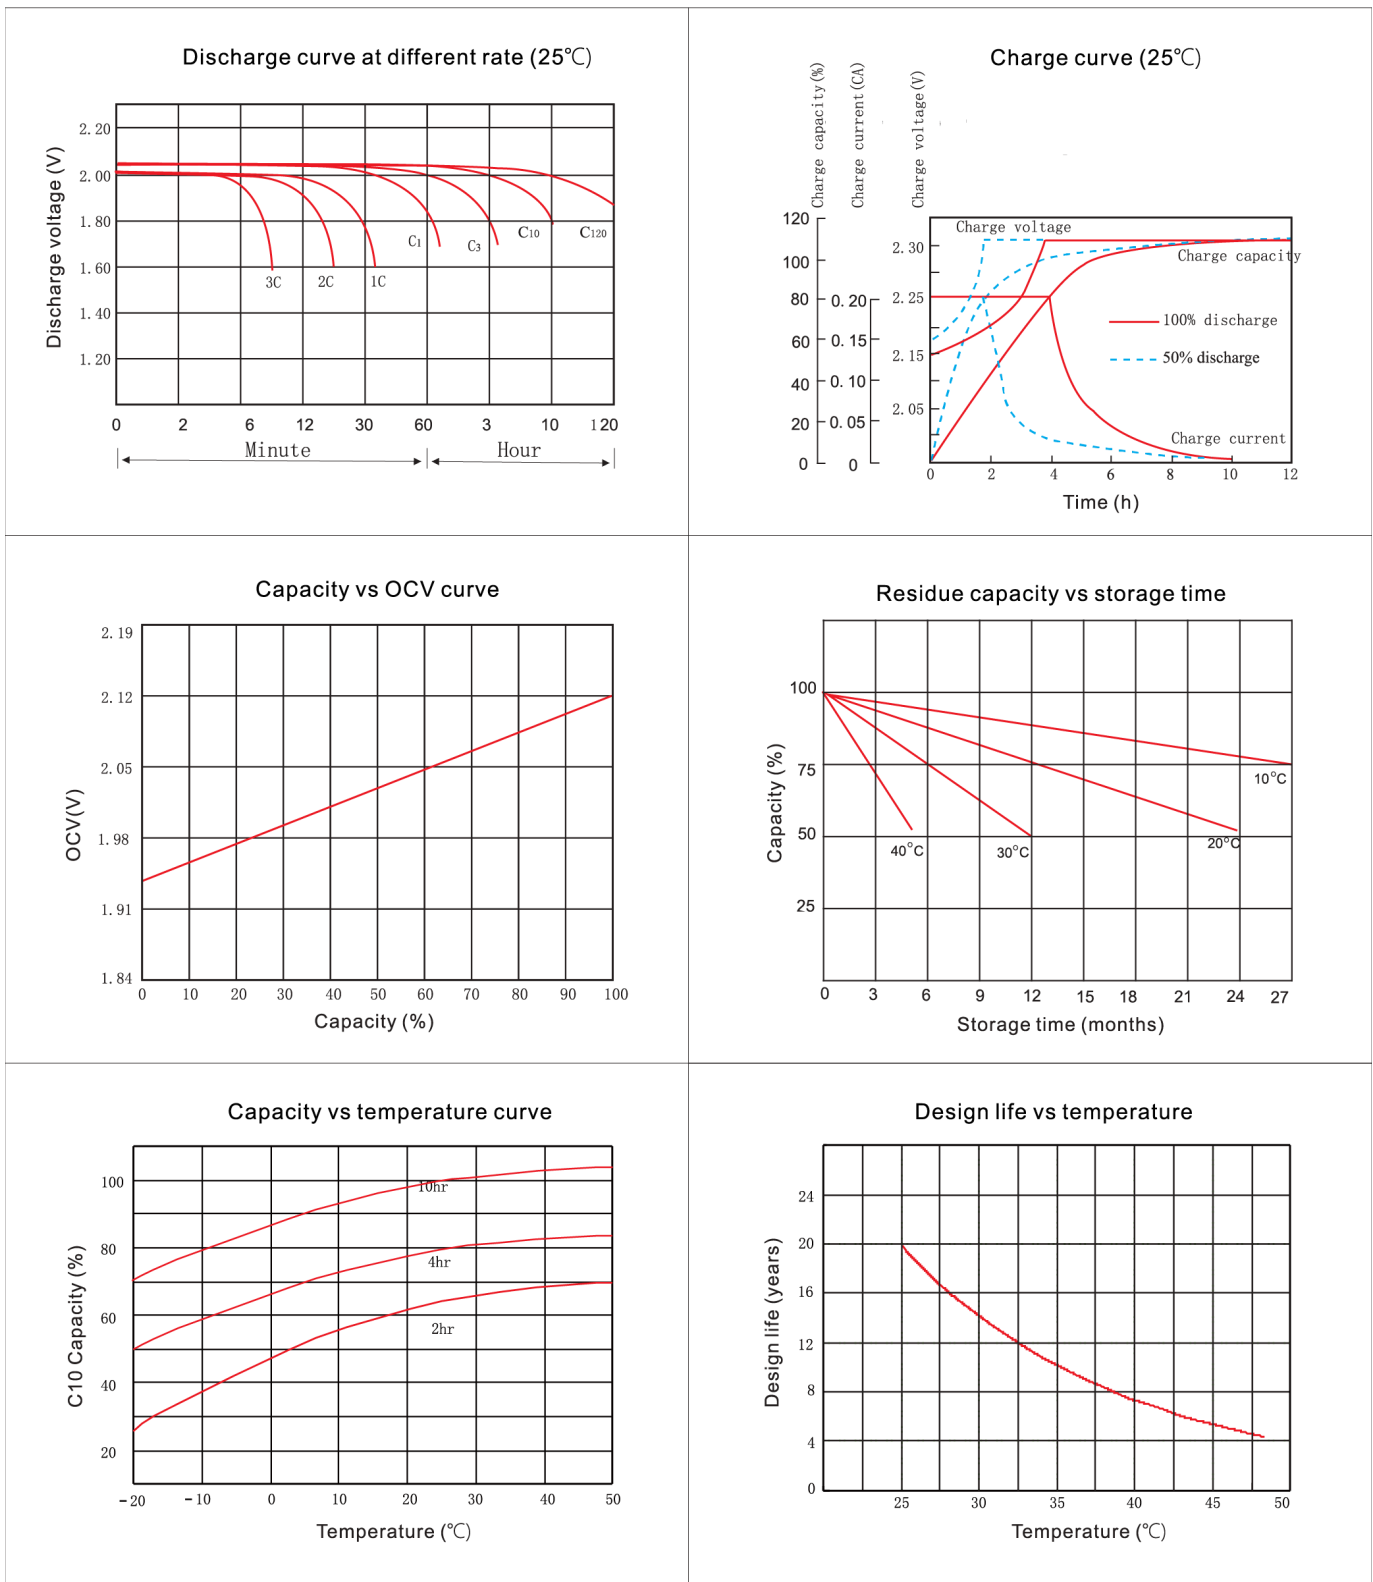 Discharge curve at different rate (25℃)
Discharge voltage (V)
2.20
2.00
1.80
1.60
1.40
1.20
3C
2C
1C
C1
C3
C10
C120
0 2 6 12 30 60 3 10 120
Minute
Hour
Charge curve (25℃)
Charge capacity(%)
Charge current(CA)
Charge voltage(V)
120
100
80
60
40
20
0
0.20
0.15
0.10
0.05
0
2.30
2.25
2.15
2.05
Charge voltage
Charge capacity
100% discharge
50% discharge
Charge current
0 2 4 6 8 10 12
Time (h)
Capacity vs OCV curve
OCV(V)
2.19
2.12
2.05
1.98
1.91
1.84
0 10 20 30 40 50 60 70 80 90 100
Capacity (%)
Residue capacity vs storage time
Capacity (%)
100
75
50
25
10°C
20°C
30°C
40°C
0 3 6 9 12 15 18 21 24 27
Storage time (months)
Capacity vs temperature curve
C10 Capacity (%)
100
80
60
40
20
10hr
4hr
2hr
-20 -10 0 10 20 30 40 50
Temperature (℃)
Design life vs temperature
Design life (years)
24
20
16
12
8
4
0
25 30 35 40 45 50
Temperature (℃)